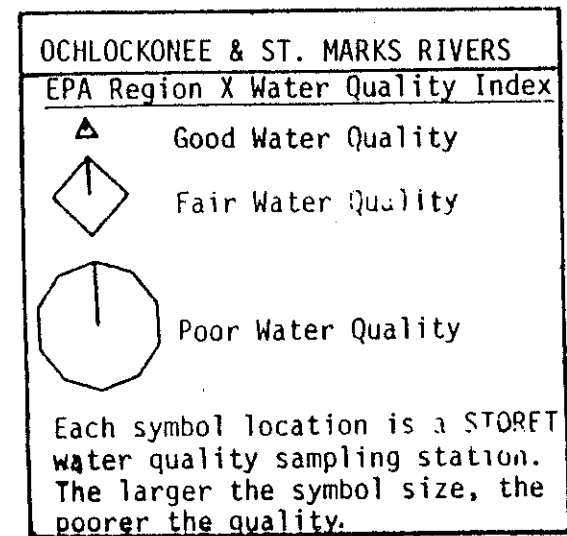 OCHLOCKONEE & ST. MARKS RIVERS
EPA Region X Water Quality Index
Good Water Quality
Fair Water Quality
Poor Water Quality
Each symbol location is a STORET
water quality sampling station.
The larger the symbol size, the
poorer the quality.